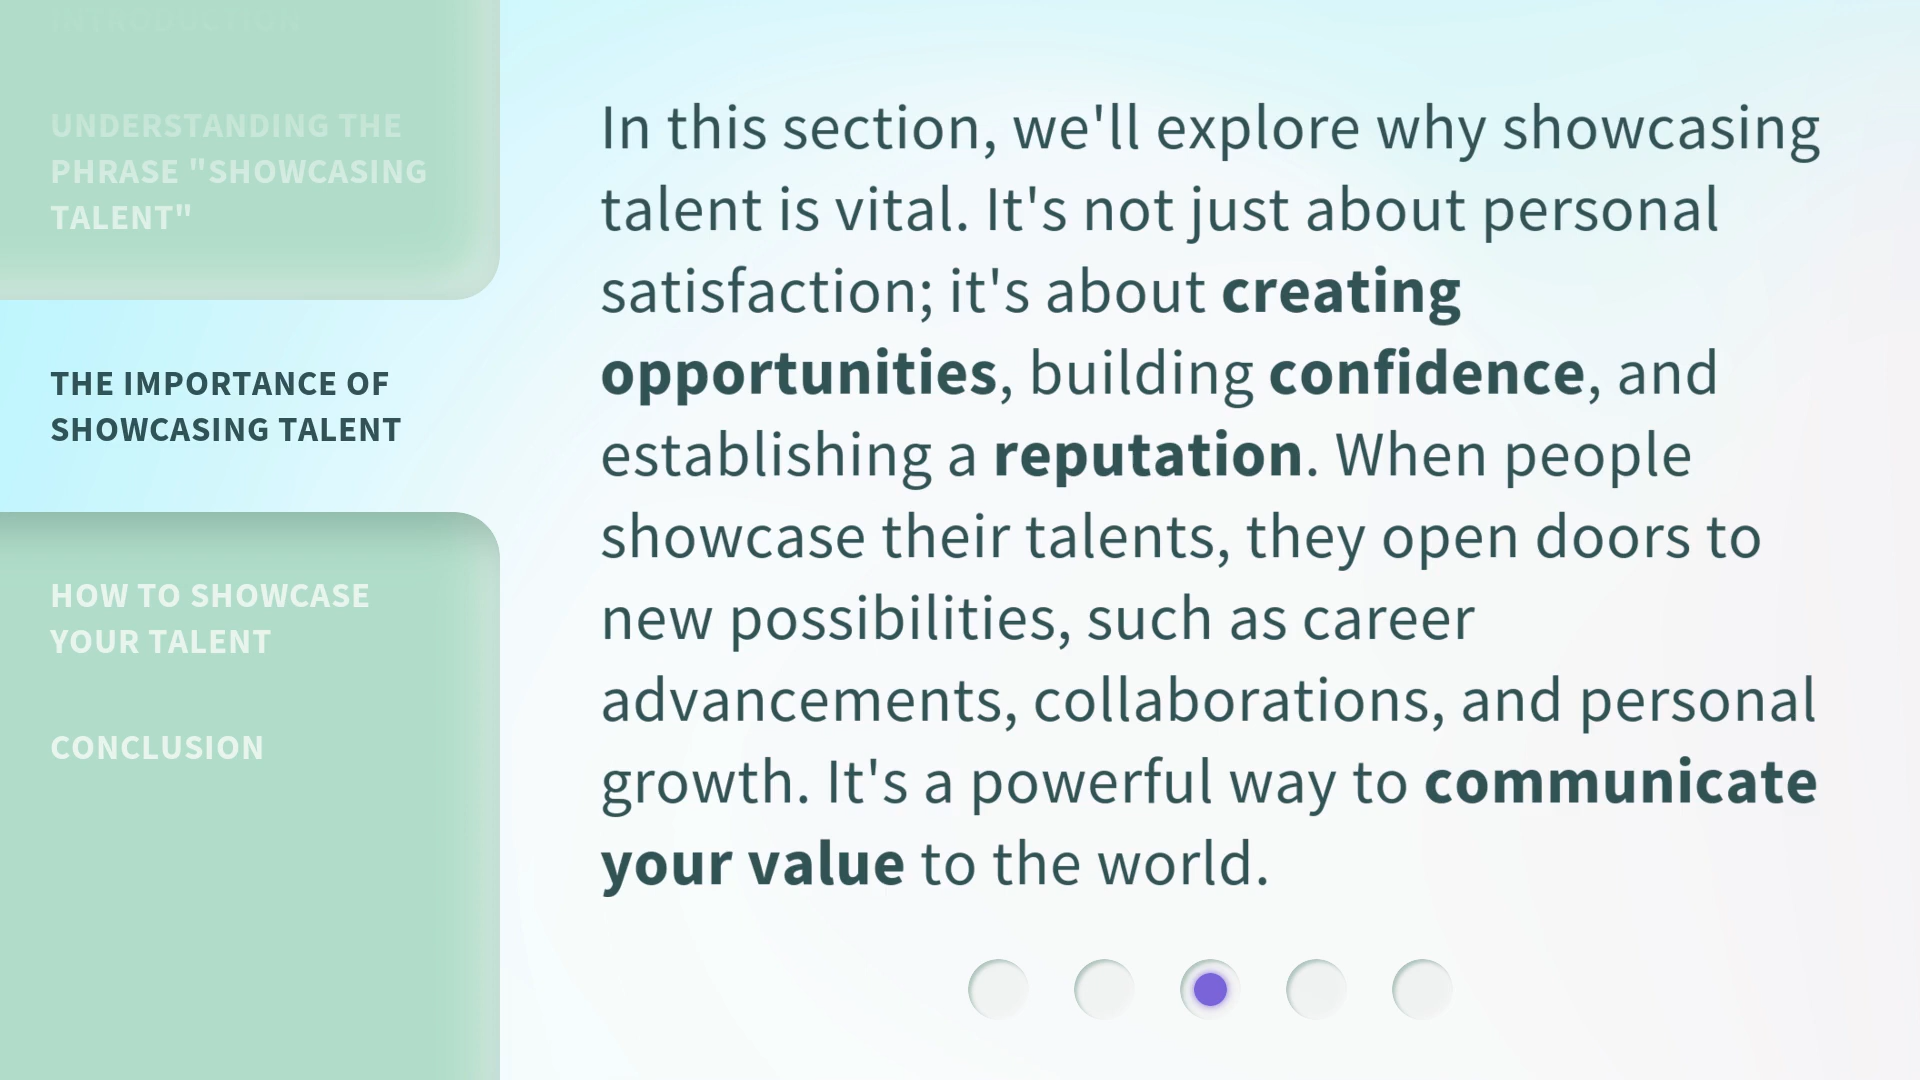 INTRODUCTION
UNDERSTANDING THE
PHRASE "SHOWCASING
TALENT"
THE IMPORTANCE OF
SHOWCASING TALENT
HOW TO SHOWCASE
YOUR TALENT
CONCLUSION
In this section, we'll explore why showcasing
talent is vital. It's not just about personal
satisfaction; it's about creating
opportunities, building confidence, and
establishing a reputation. When people
showcase their talents, they open doors to
new possibilities, such as career
advancements, collaborations, and personal
growth. It's a powerful way to communicate
your value to the world.